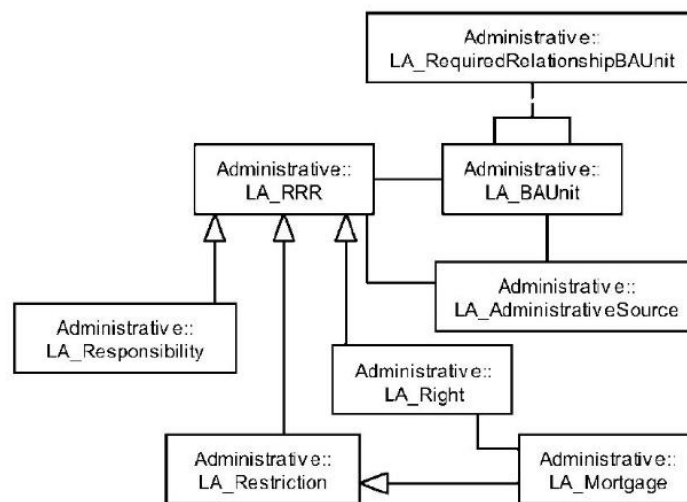 Administrative::
LA_RequiredRelationshipBAUnit
Administrative::
LA_RRR
Administrative::
LA_BAUnit
Administrative::
LA_AdministrativeSource
Administrative::
LA_Responsibility
Administrative::
LA_Right
Administrative::
LA_Restriction
Administrative::
LA_Mortgage